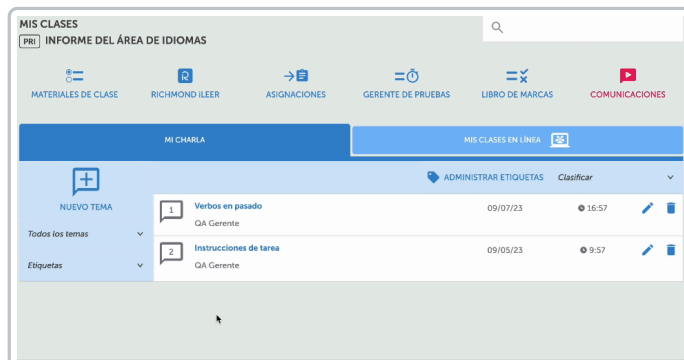 MIS CLASES
PRI INFORME DEL ÁREA DE IDIOMAS
MATERIALES DE CLASE
RICHMOND iLEER
ASIGNACIONES
GERENTE DE PRUEBAS
LIBRO DE MARCAS
COMUNICACIONES
MI CHARLA
MIS CLASES EN LÍNEA
NUEVO TEMA
Todos los temas
Etiquetas
ADMINISTRAR ETIQUETAS Clasificar
1 Verbos en pasado 09/07/23 16:57
QA Gerente
2 Instrucciones de tarea 09/05/23 9:57
QA Gerente